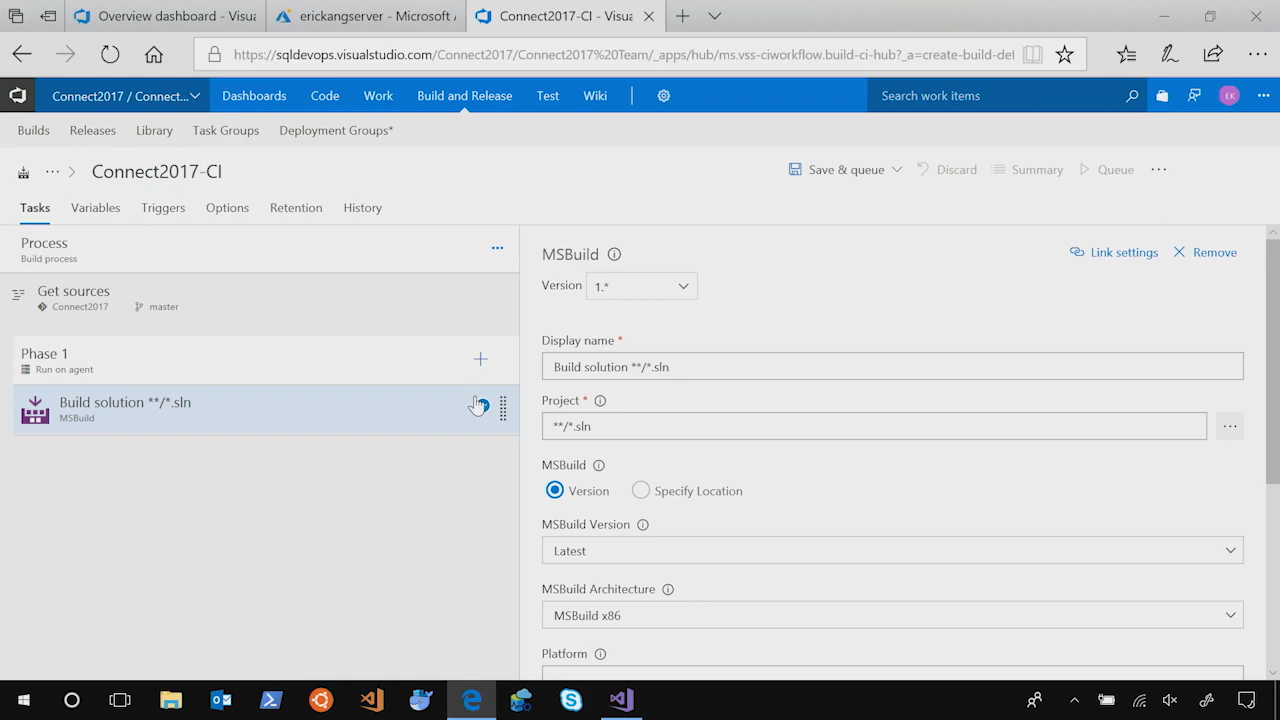 Overview dashboard - Visua
erickangserver - Microsoft A
Connect2017-CI - Visua
https://sqldevops.visualstudio.com/Connect2017/Connect2017%20Team/_apps/hub/ms.vss-ciworkflow.build-ci-hub?_a=create-build-def
Connect2017 / Connect...
Dashboards
Code
Work
Build and Release
Test
Wiki
Search work items
EK
Builds
Releases
Library
Task Groups
Deployment Groups*
... > Connect2017-CI
Save & queue
Discard
Summary
Queue
...
Tasks
Variables
Triggers
Options
Retention
History
Process
Build process
...
Get sources
Connect2017
master
Phase 1
Run on agent
Build solution **/*.sln
MSBuild
MSBuild
Link settings
Remove
Version
1.*
Display name *
Build solution **/*.sln
Project *
**/*.sln
...
MSBuild
Version
Specify Location
MSBuild Version
Latest
MSBuild Architecture
MSBuild x86
Platform